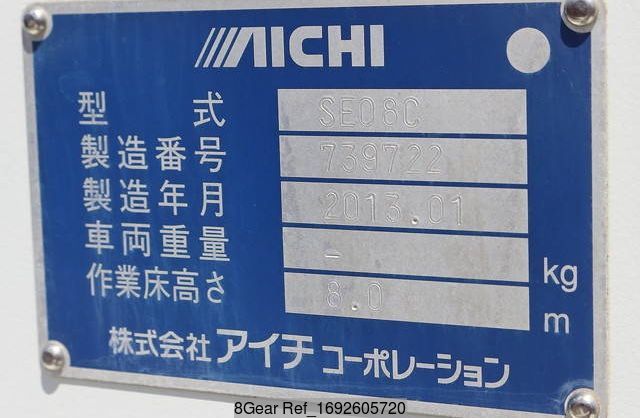 AICHI
型 式 SE08C
製造番号 739722
製造年月 2013.01
車両重量 - kg
作業床高さ 8.0 m
株式会社アイチコーポレーション
8Gear Ref_1692605720